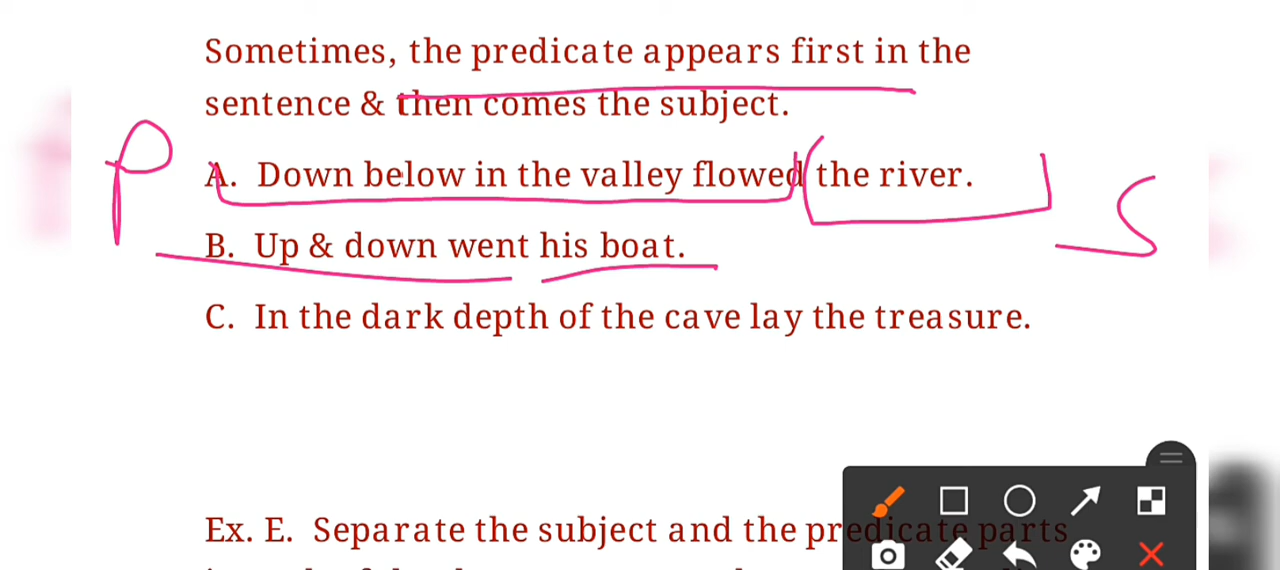 Sometimes, the predicate appears first in the
sentence & then comes the subject.
P
A. Down below in the valley flowed the river.
S
B. Up & down went his boat.
C. In the dark depth of the cave lay the treasure.
Ex. E. Separate the subject and the predicate parts